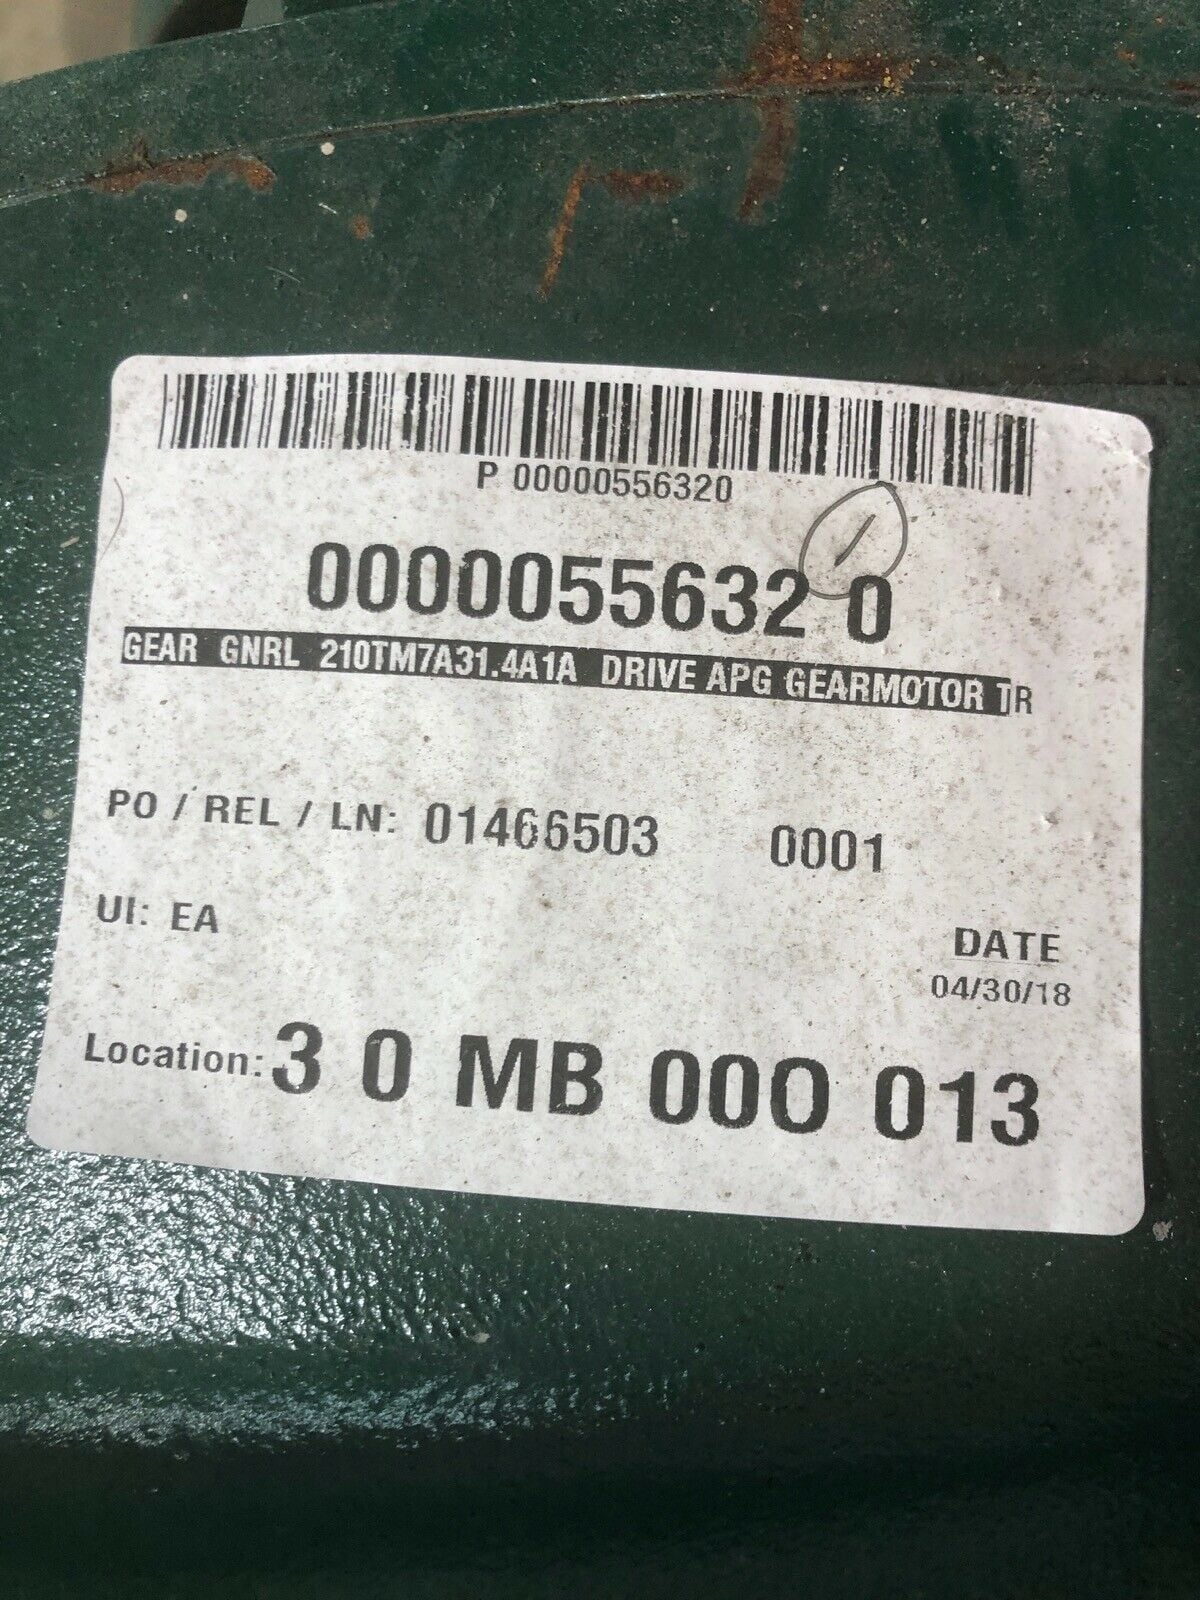 P 00000556320
1
0000055632 0
GEAR GNRL 210TM7A31.4A1A DRIVE APG GEARMOTOR TR
PO / REL / LN: 01466503 0001
UI: EA
DATE
04/30/18
Location: 3 0 MB 000 013